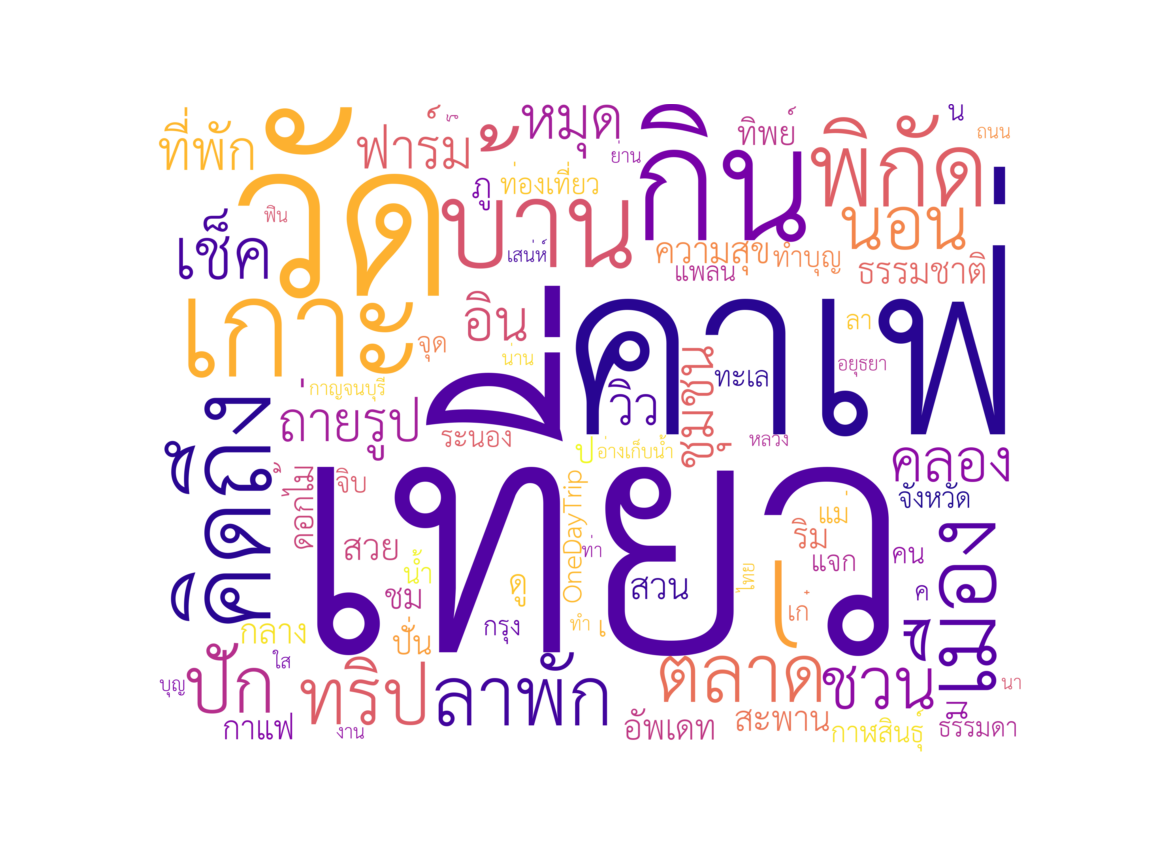 ที่พัก
วัด
ฟาร์ม
หมุด
กิน
ทิพย์
พิกัด
น
ถนน
ย่าน
ภู
ท่องเที่ยว
ฟิน
เช็ค
บ้าน
เสน่ห์
ความสุข
ทำบุญ
นอน
แพลน
ธรรมชาติ
เกาะ
อิน
จุด
น่าน
คาเฟ่
ลา
กาญจนบุรี
วิว
ทะเล
อยุธยา
ถ่ายรูป
ระนอง
ป
อ่างเก็บน้ำ
ชุมชน
หลวง
คลอง
คิดถึง
ดอกไม้
จิบ
เที่ยว
OneDayTrip
จังหวัด
แม่
ริม
สวย
ท่า
แจก
คน
น้ำ
ดู
สวน
ไทย
ค
ชม
เก๋
เมือง
กลาง
ปั่น
กรุง
ทำ
เ
ใส
บุญ
ปัก
ทริป
ลาพัก
ตลาด
ชวน
นา
กาแฟ
งาน
อัพเดท
สะพาน
กาฬสินธุ์
ธรรมดา